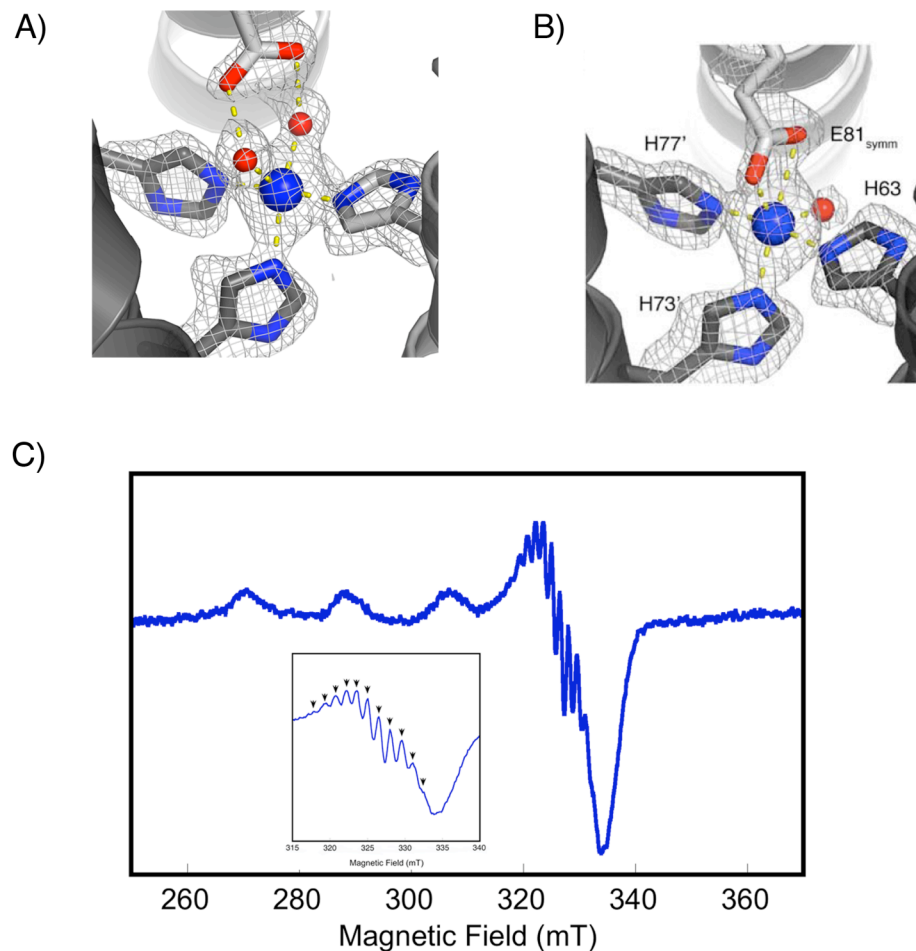 A)
B)
H77'
E81symm
H63
H73'
C)
315 320 325 330 335 340
Magnetic Field (mT)
260 280 300 320 340 360
Magnetic Field (mT)